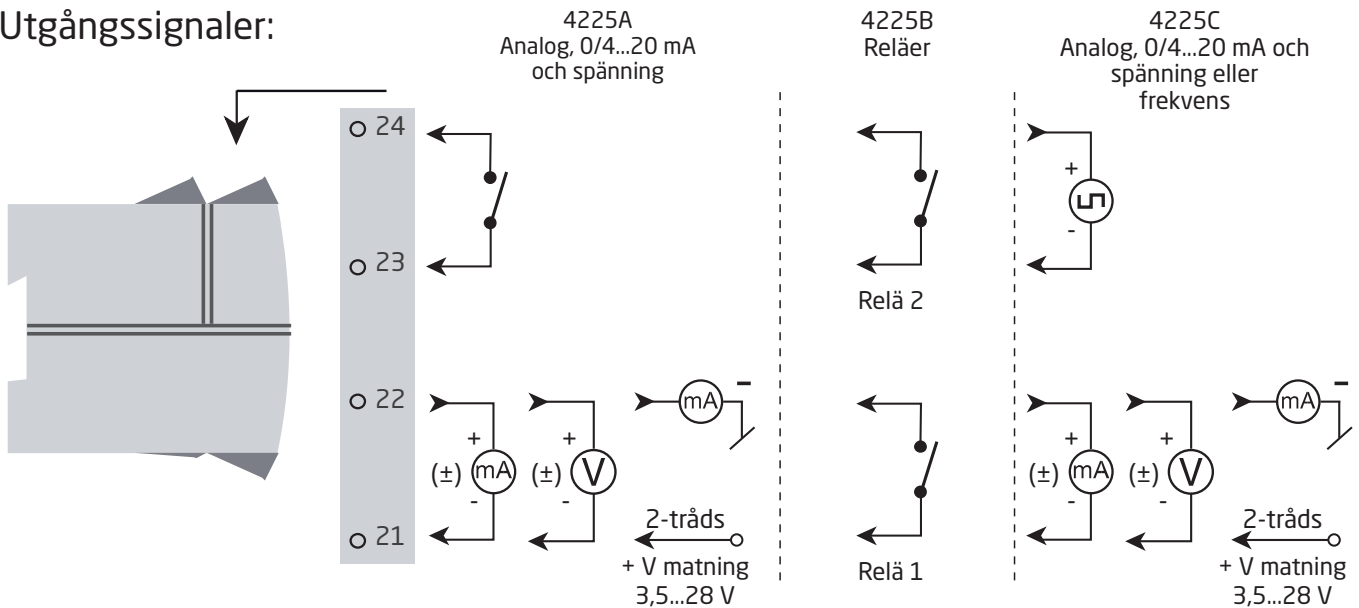 Utgångssignaler:
4225A
Analog, 0/4...20 mA
och spänning
4225B
Reläer
4225C
Analog, 0/4...20 mA och
spänning eller
frekvens
24
23
22
21
+
-
Relä 2
(±) mA
+
-
(±) V
+
-
mA
-
2-tråds
+ V matning
3,5...28 V
Relä 1
(±) mA
+
-
(±) V
+
-
mA
-
2-tråds
+ V matning
3,5...28 V